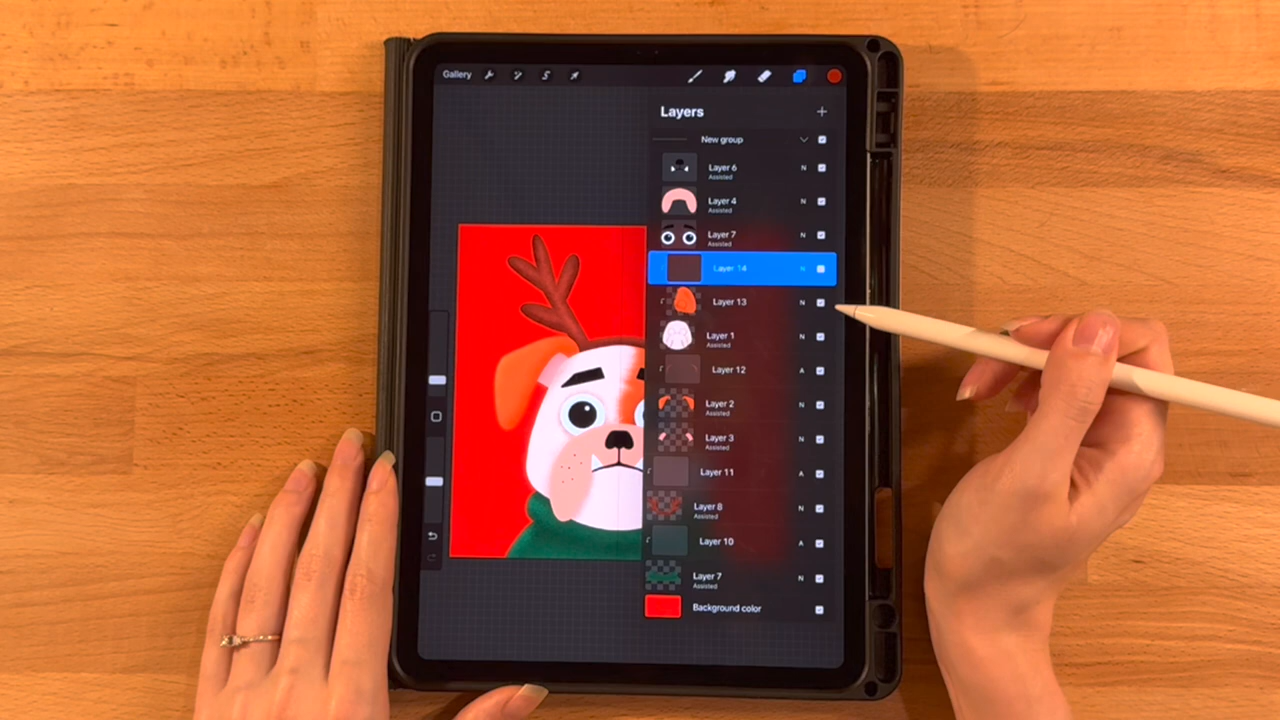 Gallery
Layers
New group
Layer 6 N
Assisted
Layer 4 N
Assisted
Layer 7 N
Assisted
Layer 14 N
Layer 13 N
Layer 1 N
Assisted
Layer 12 A
Layer 2 N
Assisted
Layer 3 N
Assisted
Layer 11 A
Layer 8 N
Assisted
Layer 10 A
Layer 7 N
Assisted
Background color